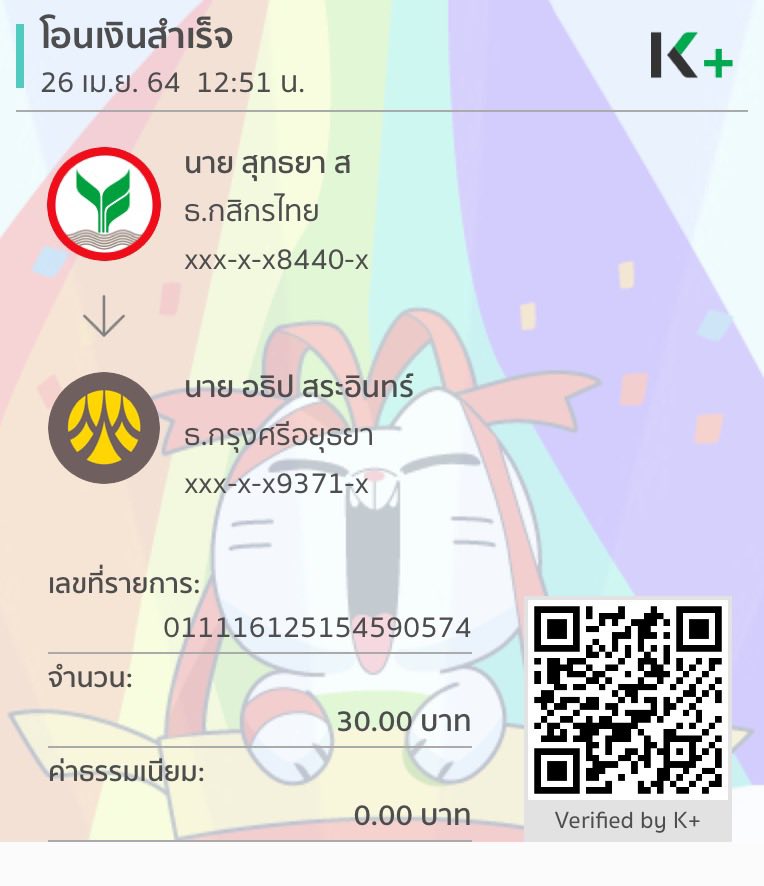 โอนเงินสำเร็จ
26 เม.ย. 64 12:51 น.
K+
นาย สุทธยา ส
ธ.กสิกรไทย
xxx-x-x8440-x
นาย อธิป สระอินทร์
ธ.กรุงศรีอยุธยา
xxx-x-x9371-x
เลขที่รายการ:
011116125154590574
จำนวน:
30.00 บาท
ค่าธรรมเนียม:
0.00 บาท
Verified by K+